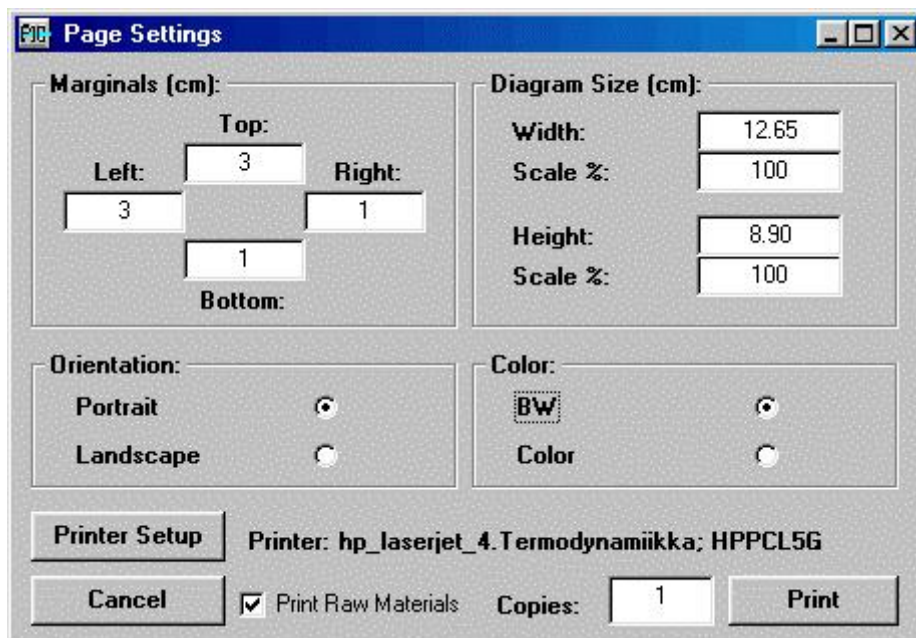 PIC Page Settings
Marginals (cm):
Top:
3
Left:
3
Right:
1
1
Bottom:
Diagram Size (cm):
Width: 12.65
Scale %: 100
Height: 8.90
Scale %: 100
Orientation:
Portrait
Landscape
Color:
BW
Color
Printer Setup
Printer: hp_laserjet_4.Termodynamiikka; HPPCL5G
Cancel
Print Raw Materials
Copies: 1
Print